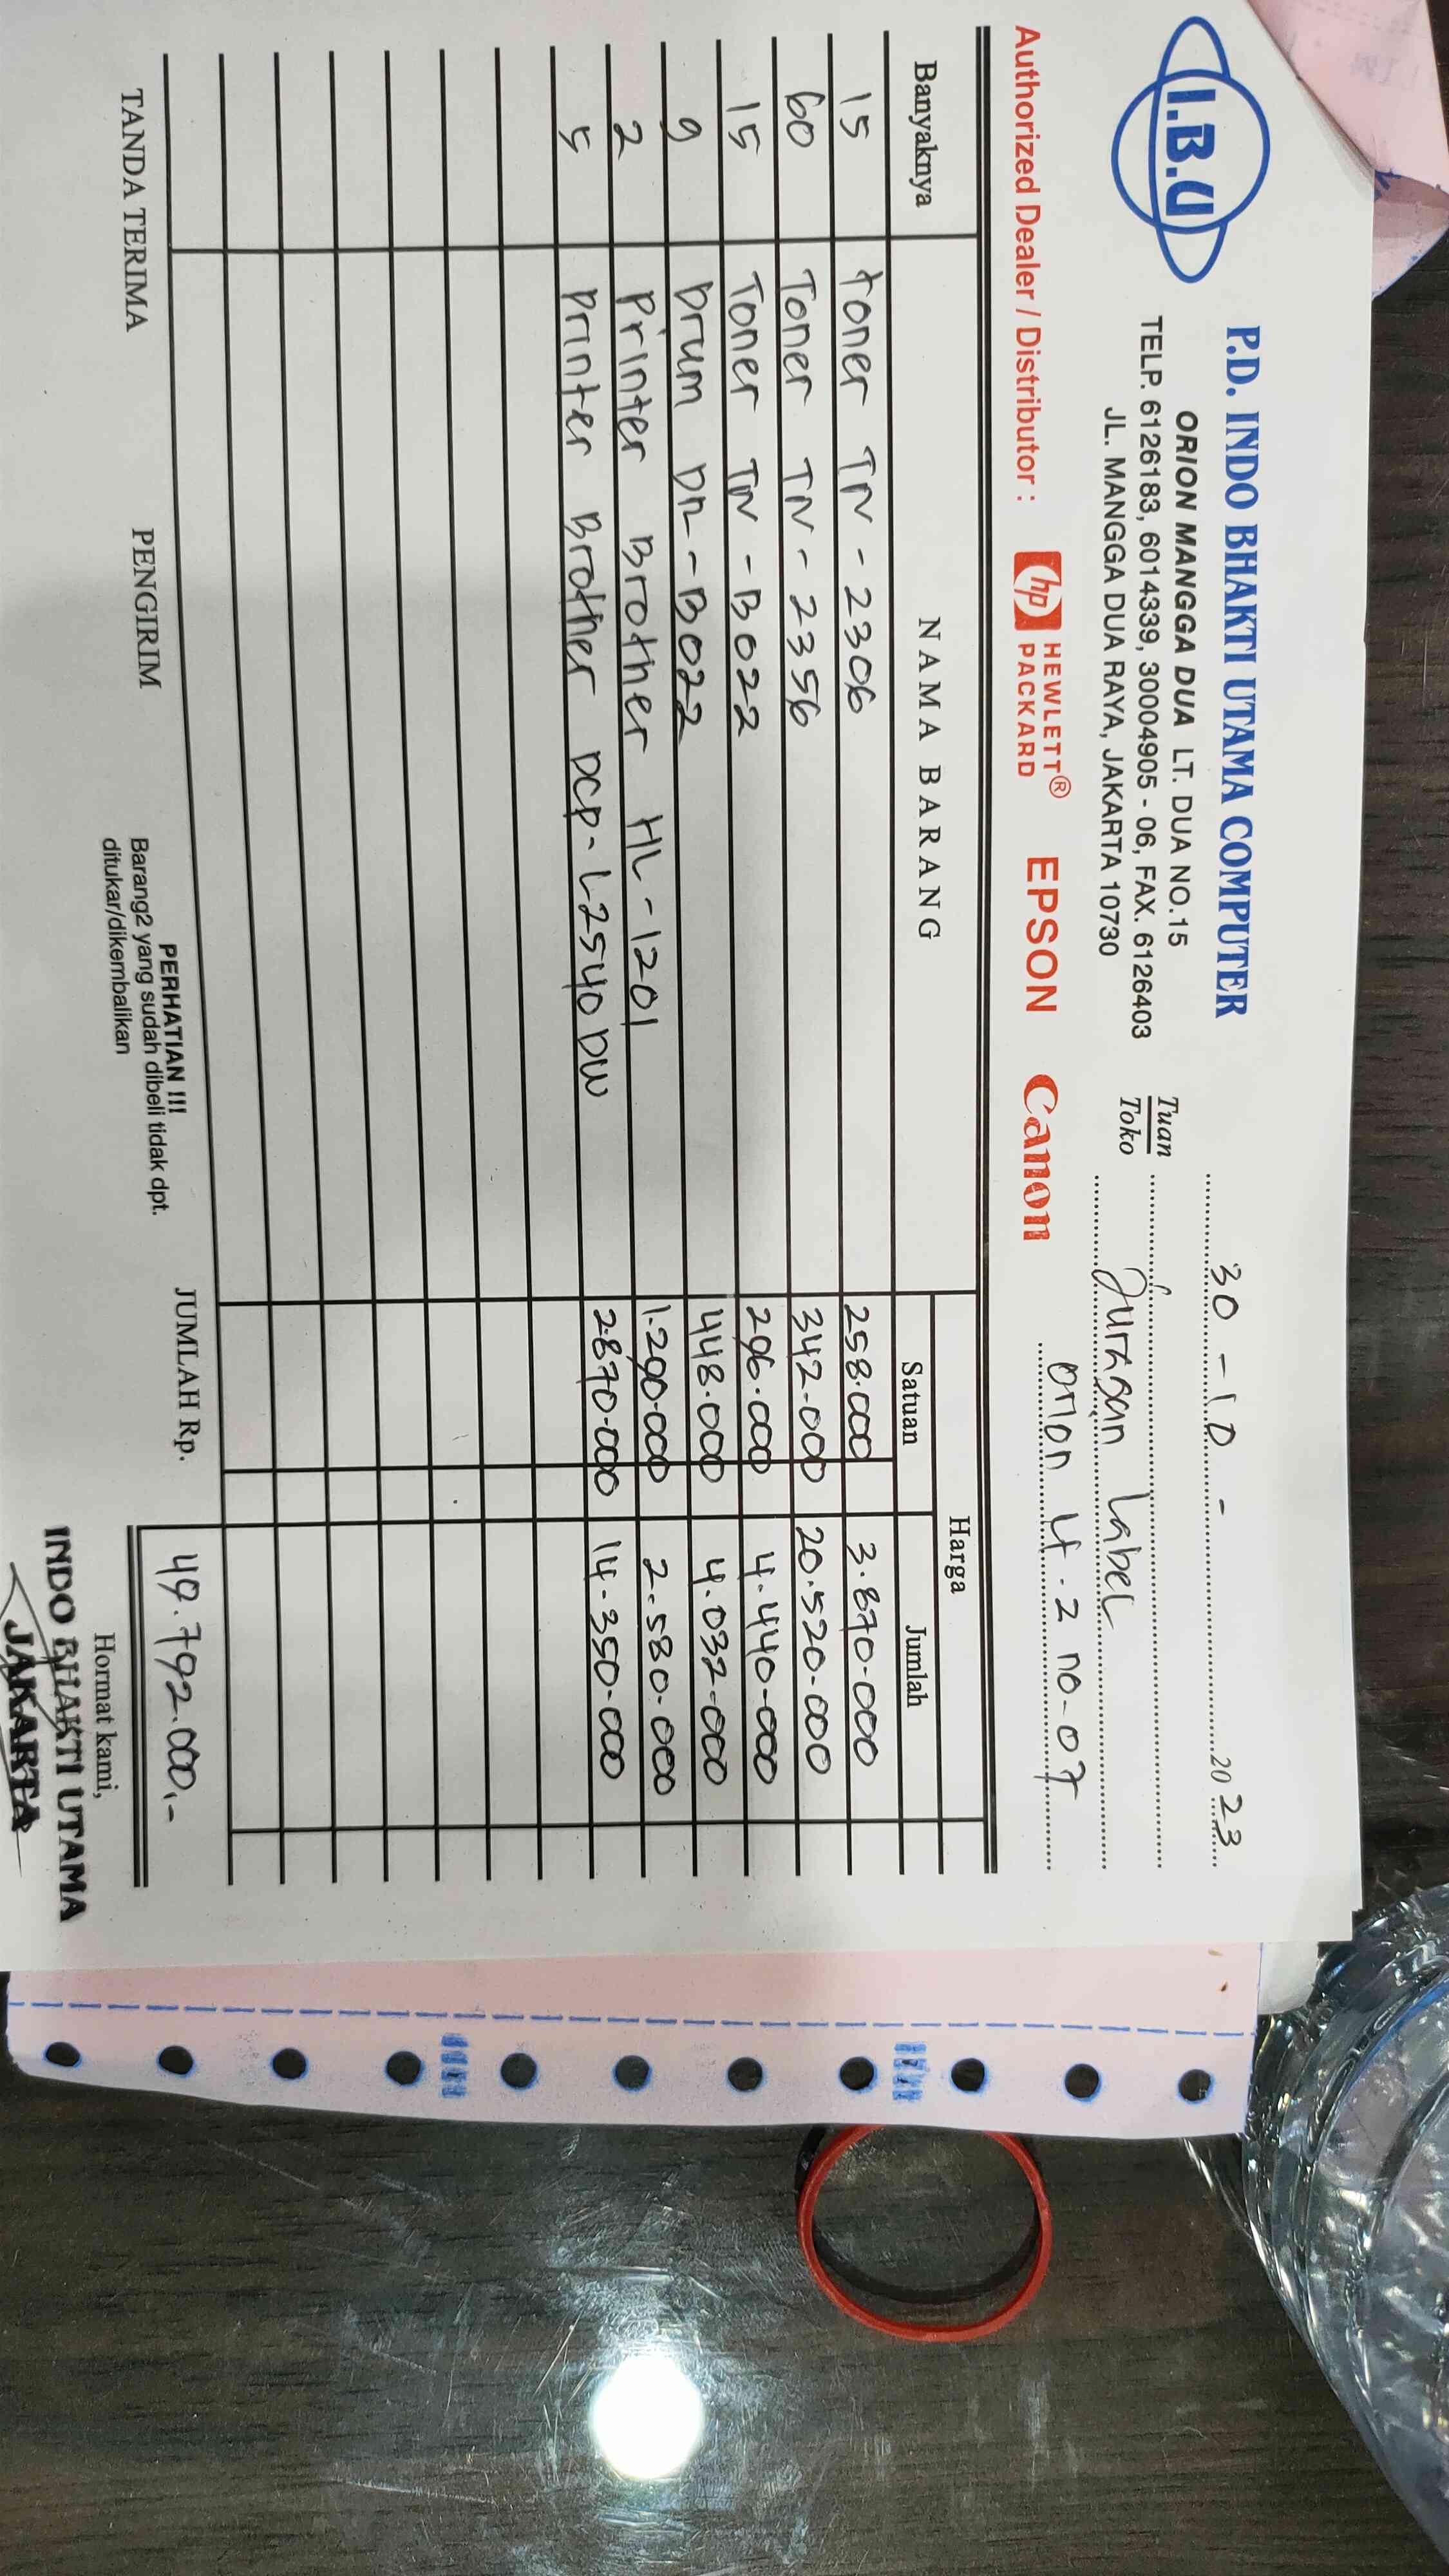 I.B.U
P.D. INDO BHAKTI UTAMA COMPUTER
ORION MANGGA DUA, LT. DUA NO.15
TELP. 6126183, 6014339, 30004905 - 06, FAX. 6126403
JL. MANGGA DUA RAYA, JAKARTA 10730
30 - 10 - 2023
Tuan
Toko
Juragan Label
Orion Lt. 2 no-07
Authorized Dealer / Distributor : hp HEWLETT® PACKARD EPSON Canon
Banyaknya NAMA BARANG Harga
Satuan Jumlah
15 Toner TN - 2306 258.000 3.870.000
60 Toner TN - 2356 342.000 20.520.000
15 Toner TN - B022 296.000 4.440.000
9 Drum DR - B022 448.000 4.032.000
2 Printer Brother HL - 1201 1.290.000 2.580.000
5 Printer Brother DCP - L2540DW 2.870.000 14.350.000
JUMLAH Rp. 49.792.000,-
TANDA TERIMA PENGIRIM
PERHATIAN !!!
Barang2 yang sudah dibeli tidak dpt.
ditukar/dikembalikan
Hormat kami,
INDO BHAKTI UTAMA
JAKARTA